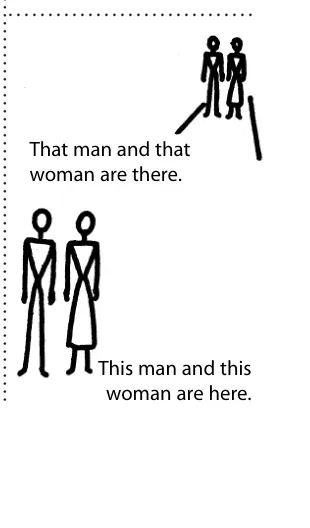 That man and that
woman are there.
This man and this
woman are here.